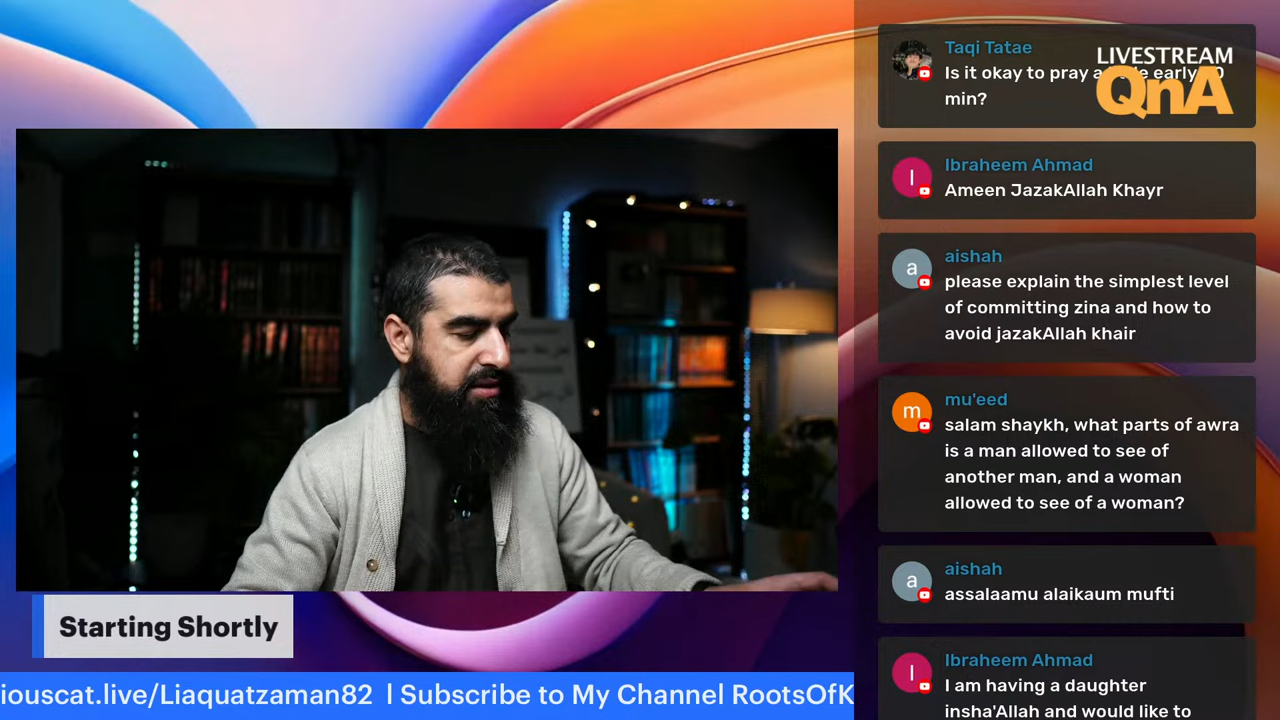 LIVESTREAM
QnA
Taqi Tatae
Is it okay to pray a
early
min?
Ibraheem Ahmad
Ameen JazakAllah Khayr
aishah
please explain the simplest level
of committing zina and how to
avoid jazakAllah khair
mu'eed
salam shaykh, what parts of awra
is a man allowed to see of
another man, and a woman
allowed to see of a woman?
aishah
assalaamu alaikaum mufti
Ibraheem Ahmad
I am having a daughter
insha'Allah and would like to
Starting Shortly
iouscat.live/Liaquatzaman82 l Subscribe to My Channel RootsOfK